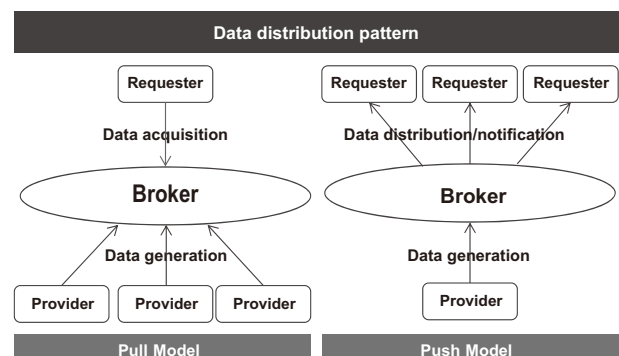 Data distribution pattern
Requester
Requester Requester Requester
Data acquisition
Data distribution/notification
Broker
Broker
Data generation
Data generation
Provider Provider Provider
Provider
Pull Model
Push Model